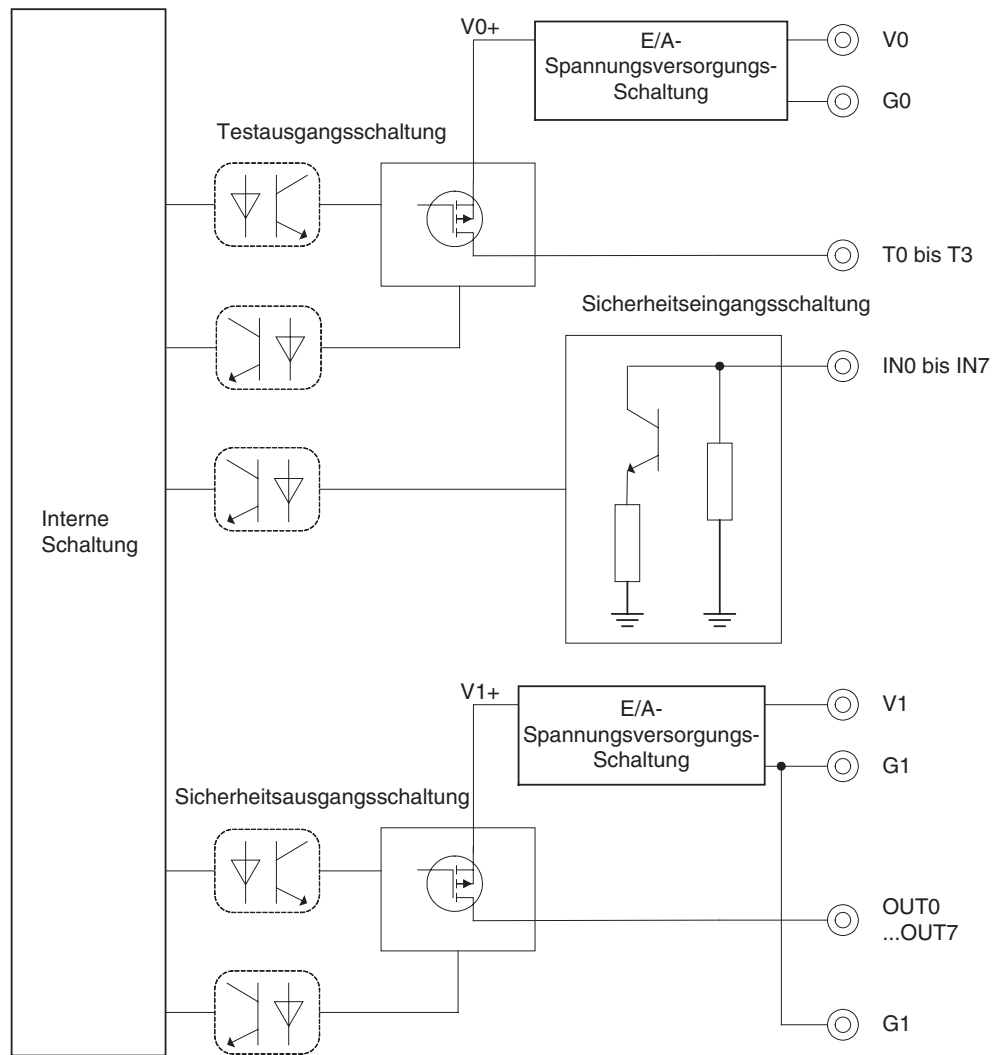 V0+
E/A-
Spannungsversorgungs-
Schaltung
V0
G0
Testausgangsschaltung
T0 bis T3
Sicherheitseingangsschaltung
IN0 bis IN7
Interne
Schaltung
V1+
E/A-
Spannungsversorgungs-
Schaltung
V1
G1
Sicherheitsausgangsschaltung
OUT0
...OUT7
G1